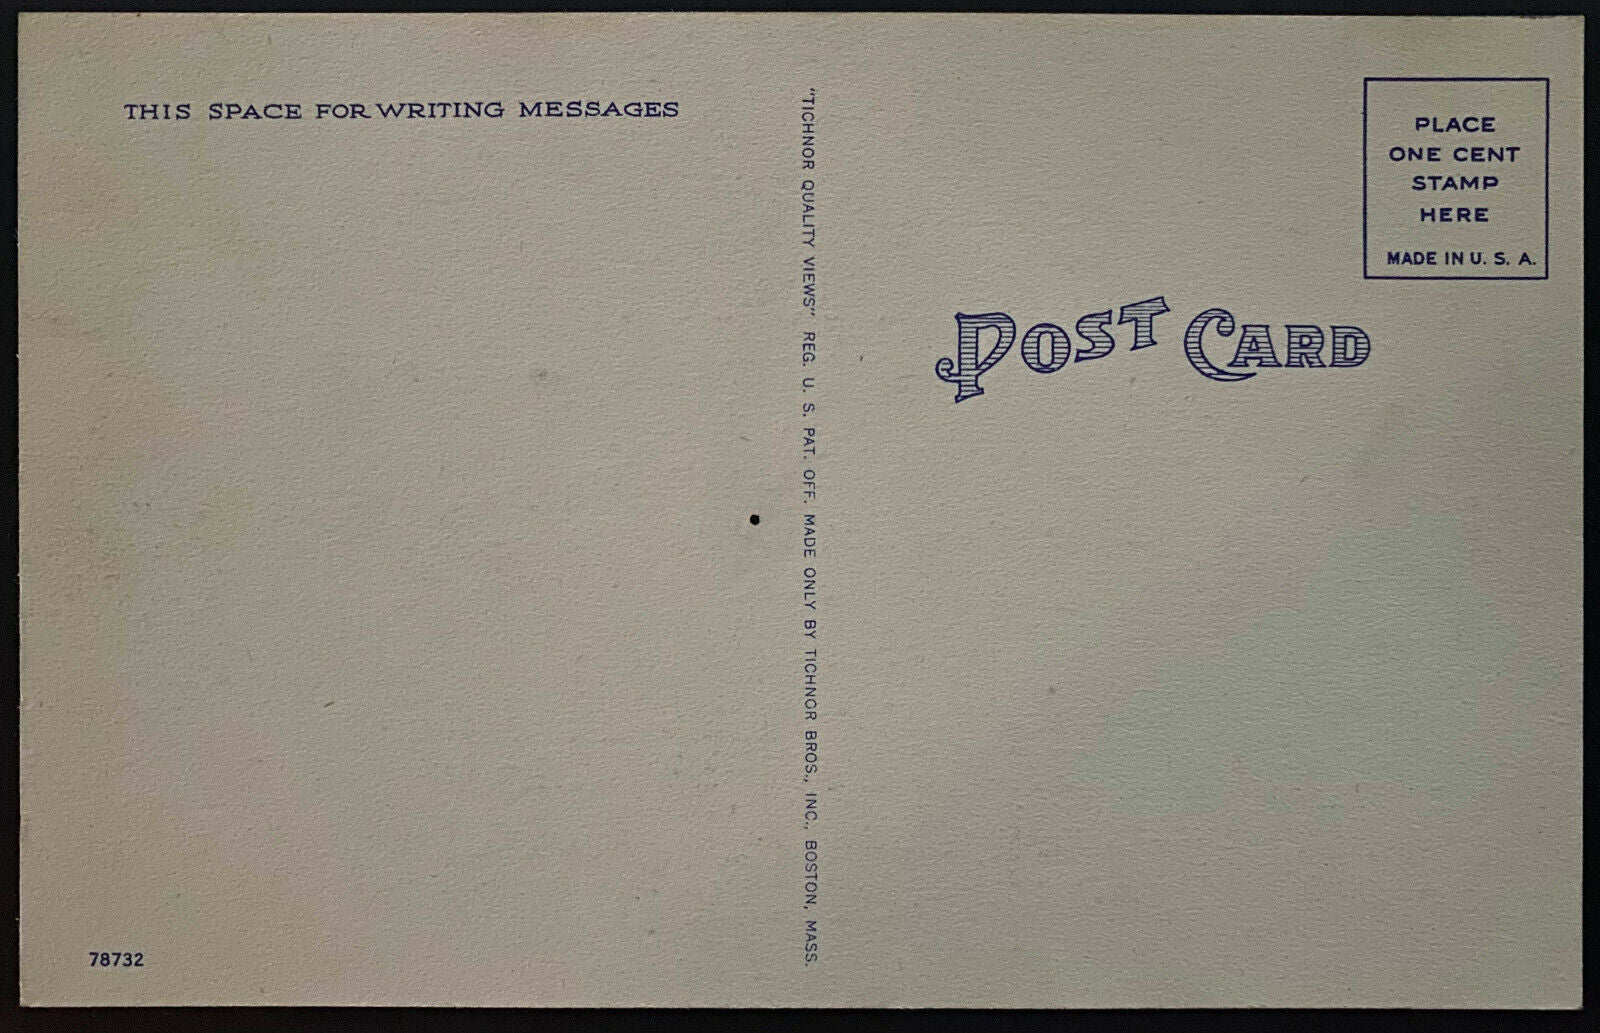 THIS SPACE FOR WRITING MESSAGES
"TICHNOR QUALITY VIEWS" REG. U. S. PAT. OFF. MADE ONLY BY TICHNOR BROS., INC., BOSTON, MASS.
PLACE
ONE CENT
STAMP
HERE
MADE IN U. S. A.
POST CARD
78732